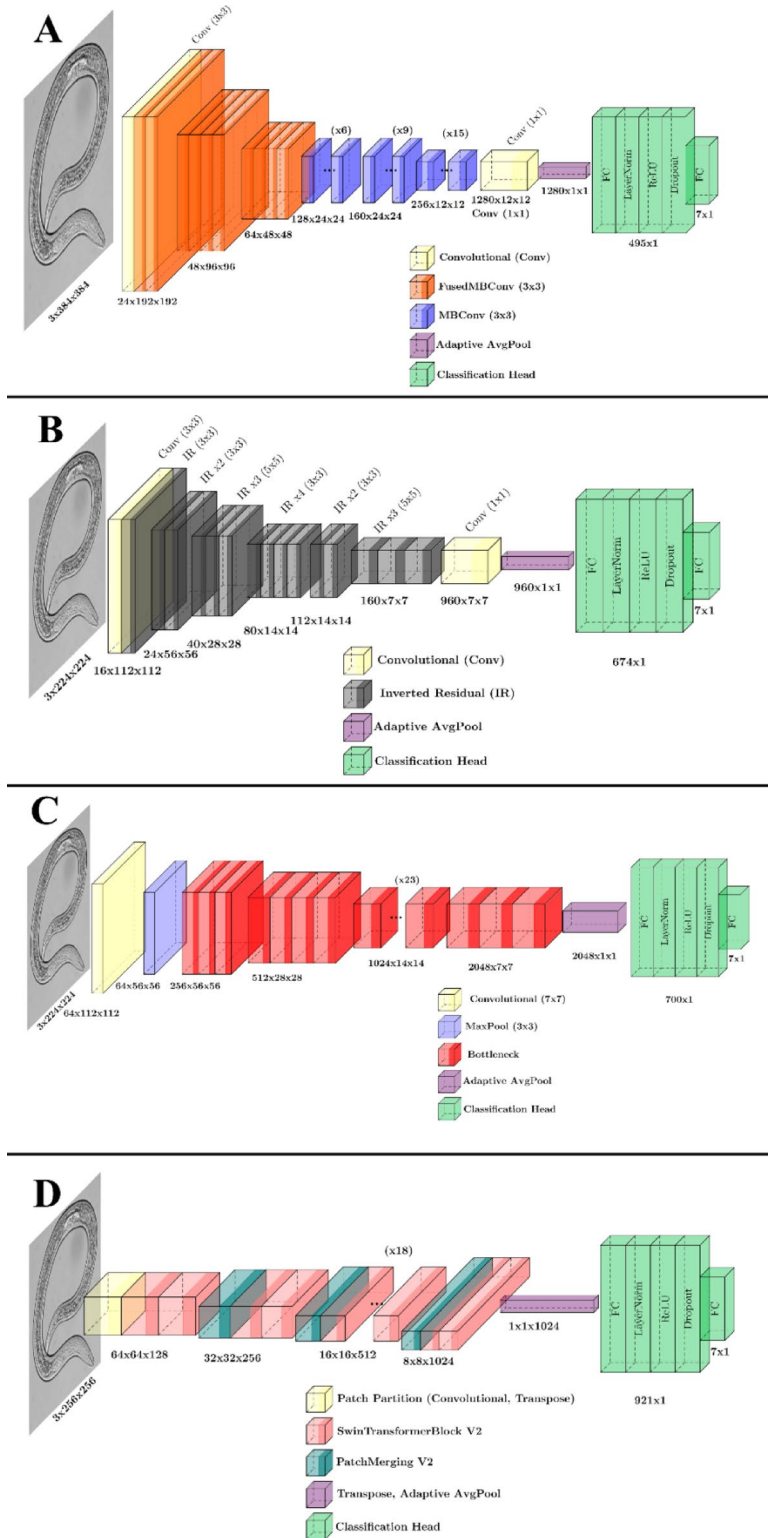 A
Conv (3x3)
(x6)
(x9)
(x15)
Conv (1x1)
3x384x384
24x192x192
48x96x96
64x48x48
128x24x24
160x24x24
256x12x12
1280x12x12
Conv (1x1)
1280x1x1
FC
LayerNorm
ReLU
Dropout
495x1
FC
7x1
Convolutional (Conv)
FusedMBConv (3x3)
MBConv (3x3)
Adaptive AvgPool
Classification Head
B
Conv (3x3)
IR (3x3)
IR x2 (3x3)
IR x3 (5x5)
IR x4 (3x3)
IR x2 (3x3)
IR x3 (5x5)
Conv (1x1)
3x224x224
16x112x112
24x56x56
40x28x28
80x14x14
112x14x14
160x7x7
960x7x7
960x1x1
FC
LayerNorm
ReLU
Dropout
674x1
FC
7x1
Convolutional (Conv)
Inverted Residual (IR)
Adaptive AvgPool
Classification Head
C
(x23)
3x224x224
64x112x112
64x56x56
256x56x56
512x28x28
1024x14x14
2048x7x7
2048x1x1
FC
LayerNorm
ReLU
Dropout
700x1
FC
7x1
Convolutional (7x7)
MaxPool (3x3)
Bottleneck
Adaptive AvgPool
Classification Head
D
(x18)
3x256x256
64x64x128
32x32x256
16x16x512
8x8x1024
1x1x1024
FC
LayerNorm
ReLU
Dropout
921x1
FC
7x1
Patch Partition (Convolutional, Transpose)
SwinTransformerBlock V2
PatchMerging V2
Transpose, Adaptive AvgPool
Classification Head